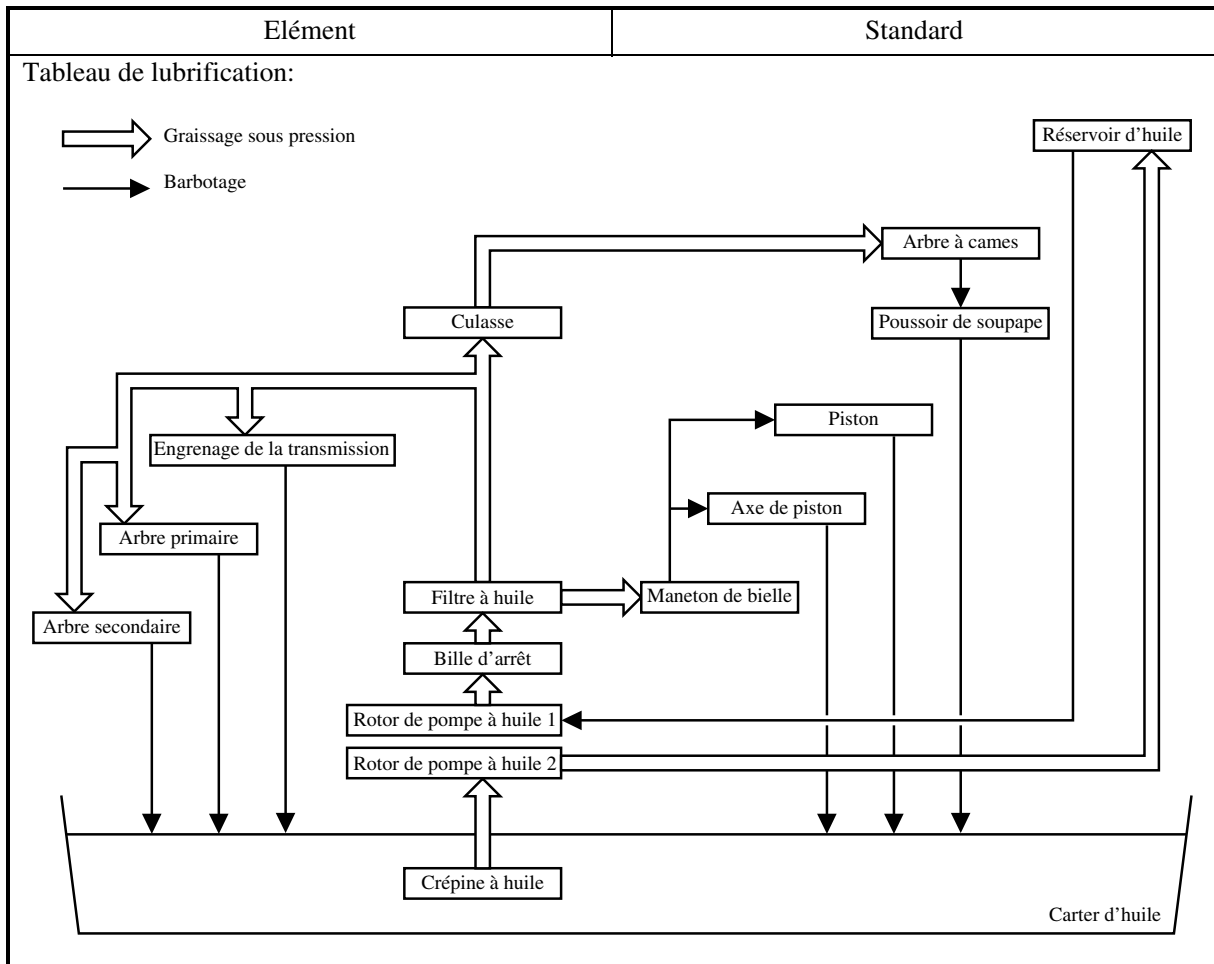 Elément
Standard
Tableau de lubrification:
Graissage sous pression
Barbotage
Réservoir d'huile
Arbre à cames
Culasse
Poussoir de soupape
Piston
Engrenage de la transmission
Axe de piston
Arbre primaire
Filtre à huile
Maneton de bielle
Arbre secondaire
Bille d'arrêt
Rotor de pompe à huile 1
Rotor de pompe à huile 2
Crépine à huile
Carter d'huile